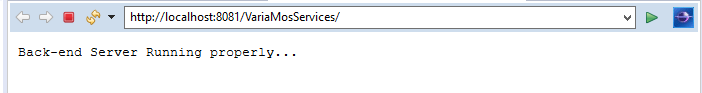 http://localhost:8081/VariaMosServices/
Back-end Server Running properly...